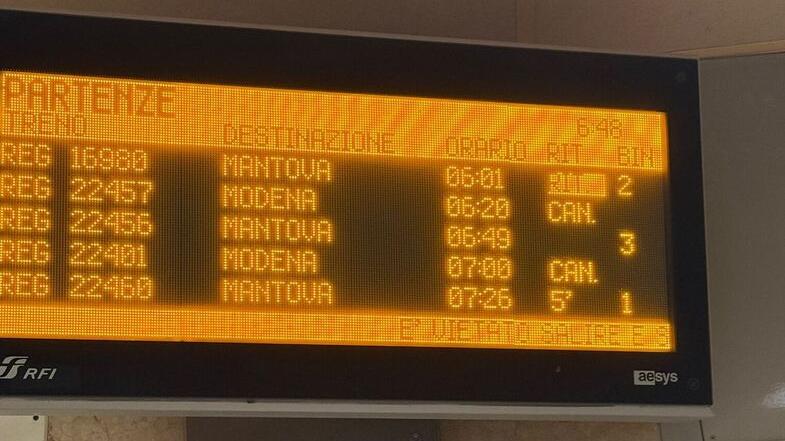 PARTENZE 6:48
TRENO DESTINAZIONE ORARIO RIT BIN
REG 16980 MANTOVA 06:01 RIT 2
REG 22457 MODENA 06:20 CAN.
REG 22456 MANTOVA 06:49 3
REG 22401 MODENA 07:00 CAN.
REG 22460 MANTOVA 07:26 5' 1
E' VIETATO SALIRE E S
RFI aesys